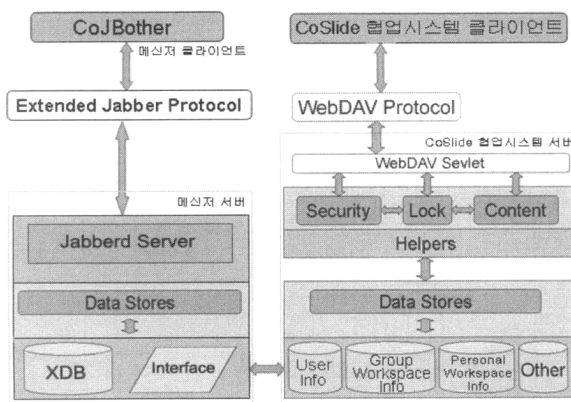 CoJBother
메신저 클라이언트
Extended Jabber Protocol
메신저 서버
Jabberd Server
Data Stores
XDB
Interface
CoSlide 협업시스템 클라이언트
WebDAV Protocol
CoSlide 협업시스템 서버
WebDAV Sevlet
Security
Lock
Content
Helpers
Data Stores
User
Info
Group
Workspace
Info
Personal
Workspace
Info
Other